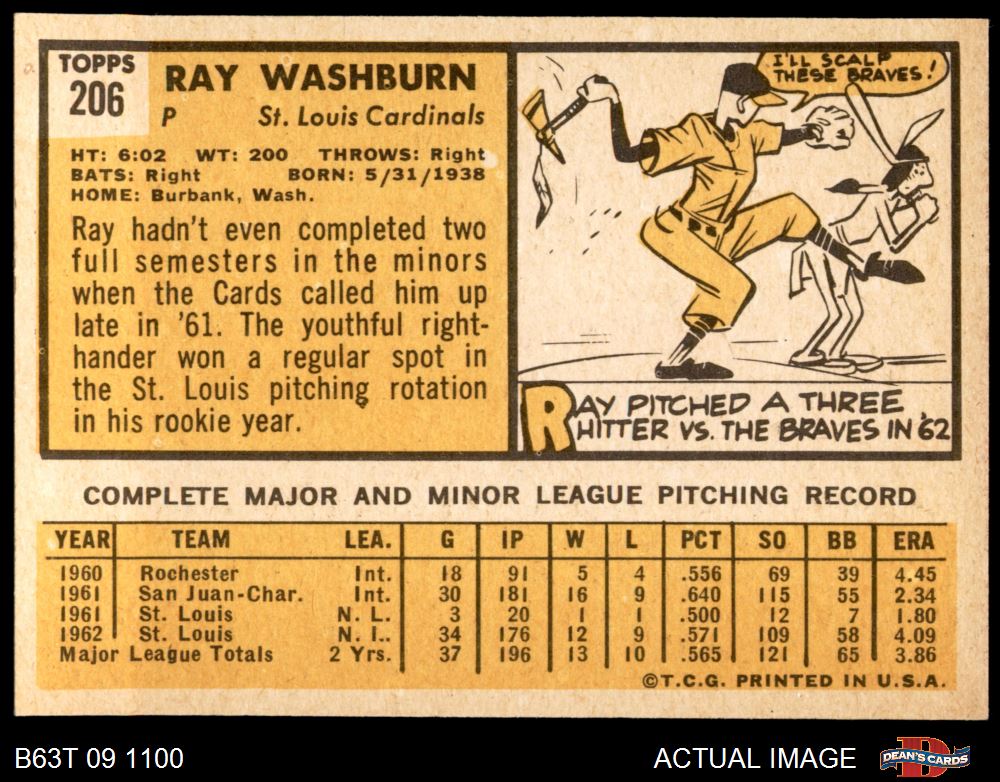 TOPPS
206
RAY WASHBURN
P St. Louis Cardinals
HT: 6:02 WT: 200 THROWS: Right
BATS: Right BORN: 5/31/1938
HOME: Burbank, Wash.
Ray hadn't even completed two
full semesters in the minors
when the Cards called him up
late in '61. The youthful right-
hander won a regular spot in
the St. Louis pitching rotation
in his rookie year.
I'LL SCALP
THESE BRAVES!
RAY PITCHED A THREE
HITTER VS. THE BRAVES IN '62
COMPLETE MAJOR AND MINOR LEAGUE PITCHING RECORD
YEAR TEAM LEA. G IP W L PCT SO BB ERA
1960 Rochester Int. 18 91 5 4 .556 69 39 4.45
1961 San Juan-Char. Int. 30 181 16 9 .640 115 55 2.34
1961 St. Louis N. L. 3 20 1 1 .500 12 7 1.80
1962 St. Louis N. L. 34 176 12 9 .571 109 58 4.09
Major League Totals 2 Yrs. 37 196 13 10 .565 121 65 3.86
©T.C.G. PRINTED IN U.S.A.
B63T 09 1100 ACTUAL IMAGE DEAN'S CARDS